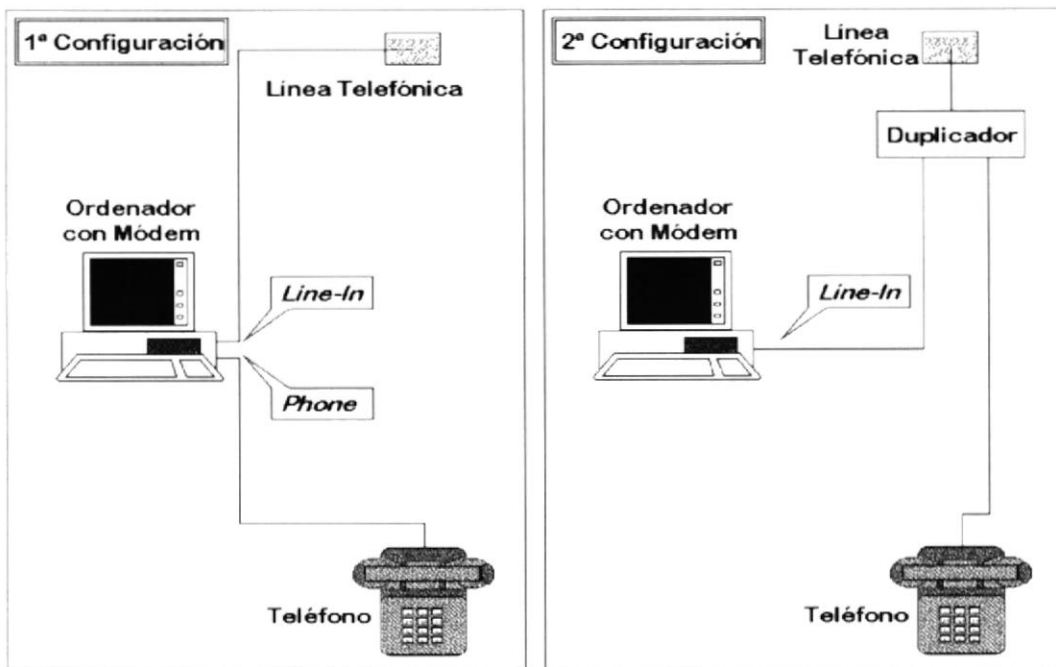 1ª Configuración
Línea Telefónica
Ordenador
con Módem
Line-In
Phone
Teléfono
2ª Configuración
Línea
Telefónica
Duplicador
Ordenador
con Módem
Line-In
Teléfono